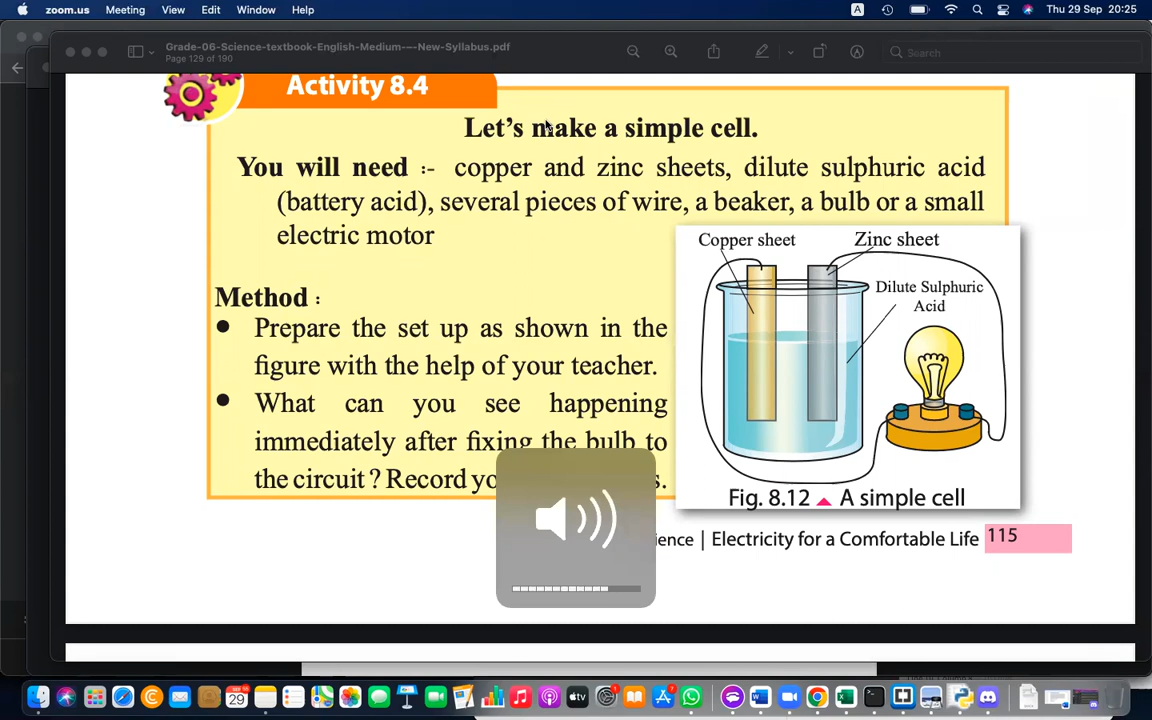 zoom.us Meeting View Edit Window Help
A Thu 29 Sep 20:25
Grade-06-Science-textbook-English-Medium-–-New-Syllabus.pdf
Page 129 of 190
Search
Activity 8.4
Let's make a simple cell.
You will need :- copper and zinc sheets, dilute sulphuric acid
(battery acid), several pieces of wire, a beaker, a bulb or a small
electric motor
Method :
● Prepare the set up as shown in the
figure with the help of your teacher.
● What can you see happening
immediately after fixing the bulb to
the circuit ? Record
Copper sheet
Zinc sheet
Dilute Sulphuric
Acid
Fig. 8.12 A simple cell
ience | Electricity for a Comfortable Life 115
SEP
29
tv